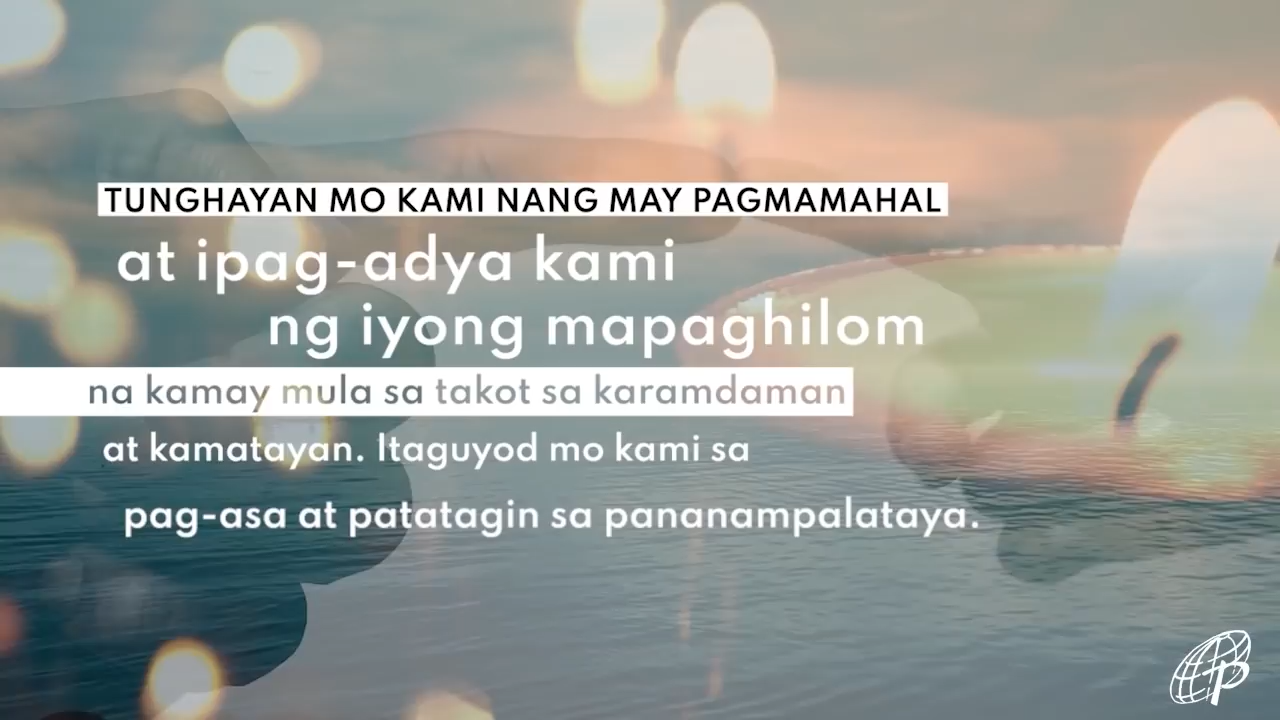 TUNGHAYAN MO KAMI NANG MAY PAGMAMAHAL
at ipag-adya kami
ng iyong mapaghilom
na kamay mula sa takot sa karamdaman
at kamatayan. Itaguyod mo kami sa
pag-asa at patatagin sa pananampalataya.